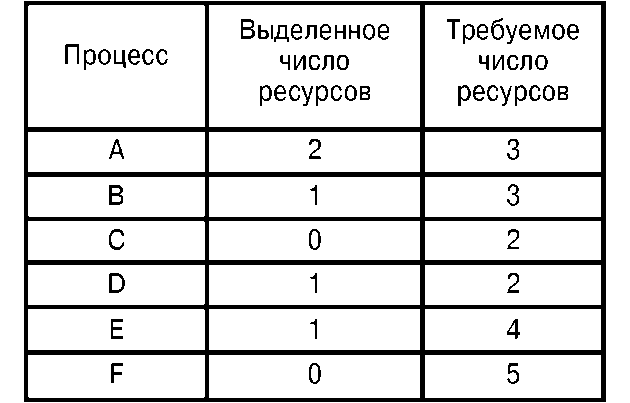 Процесс
Выделенное
число
ресурсов
Требуемое
число
ресурсов
A 2 3
B 1 3
C 0 2
D 1 2
E 1 4
F 0 5